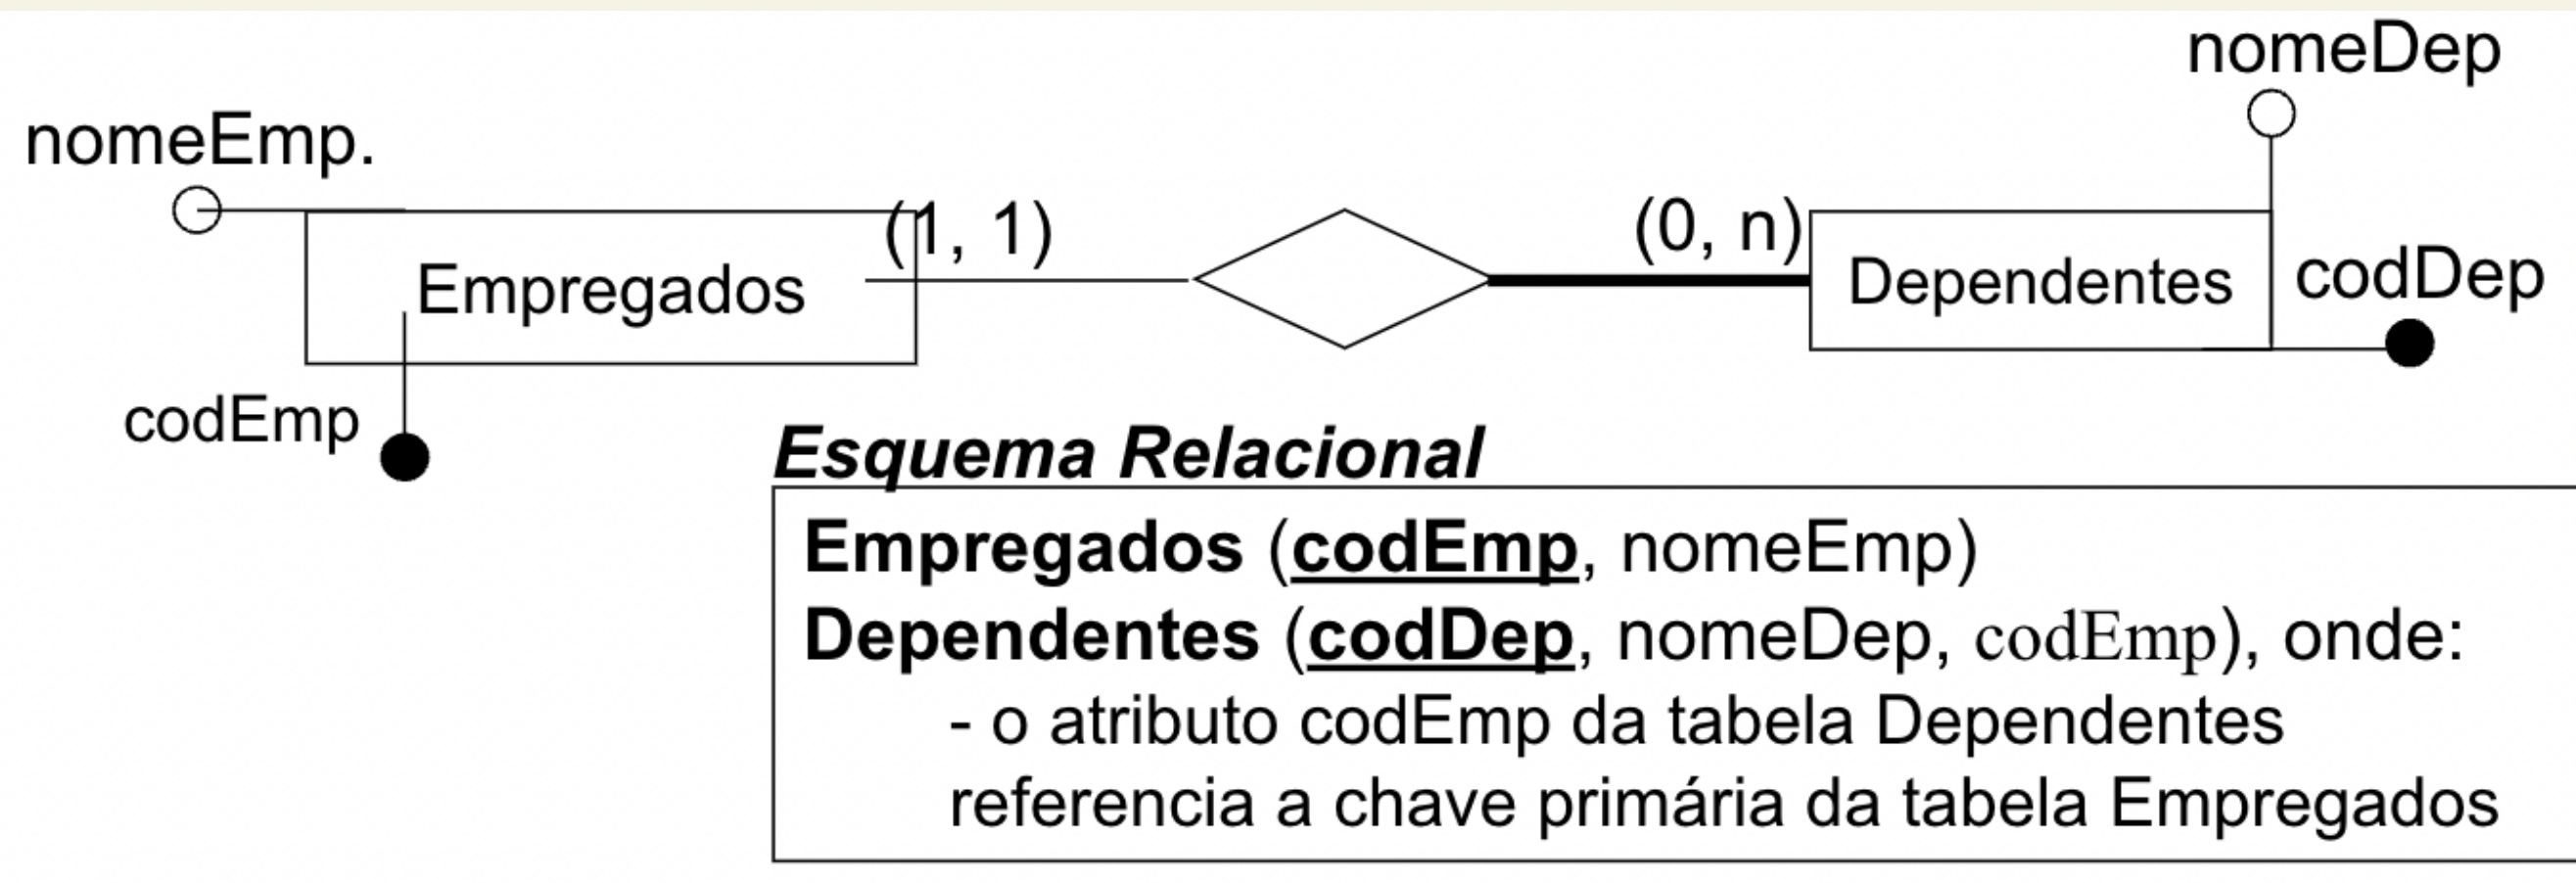 nomeDep
nomeEmp.
(1, 1)
(0, n)
Empregados
Dependentes
codDep
codEmp
Esquema Relacional
Empregados (codEmp, nomeEmp)
Dependentes (codDep, nomeDep, codEmp), onde:
- o atributo codEmp da tabela Dependentes
referencia a chave primária da tabela Empregados